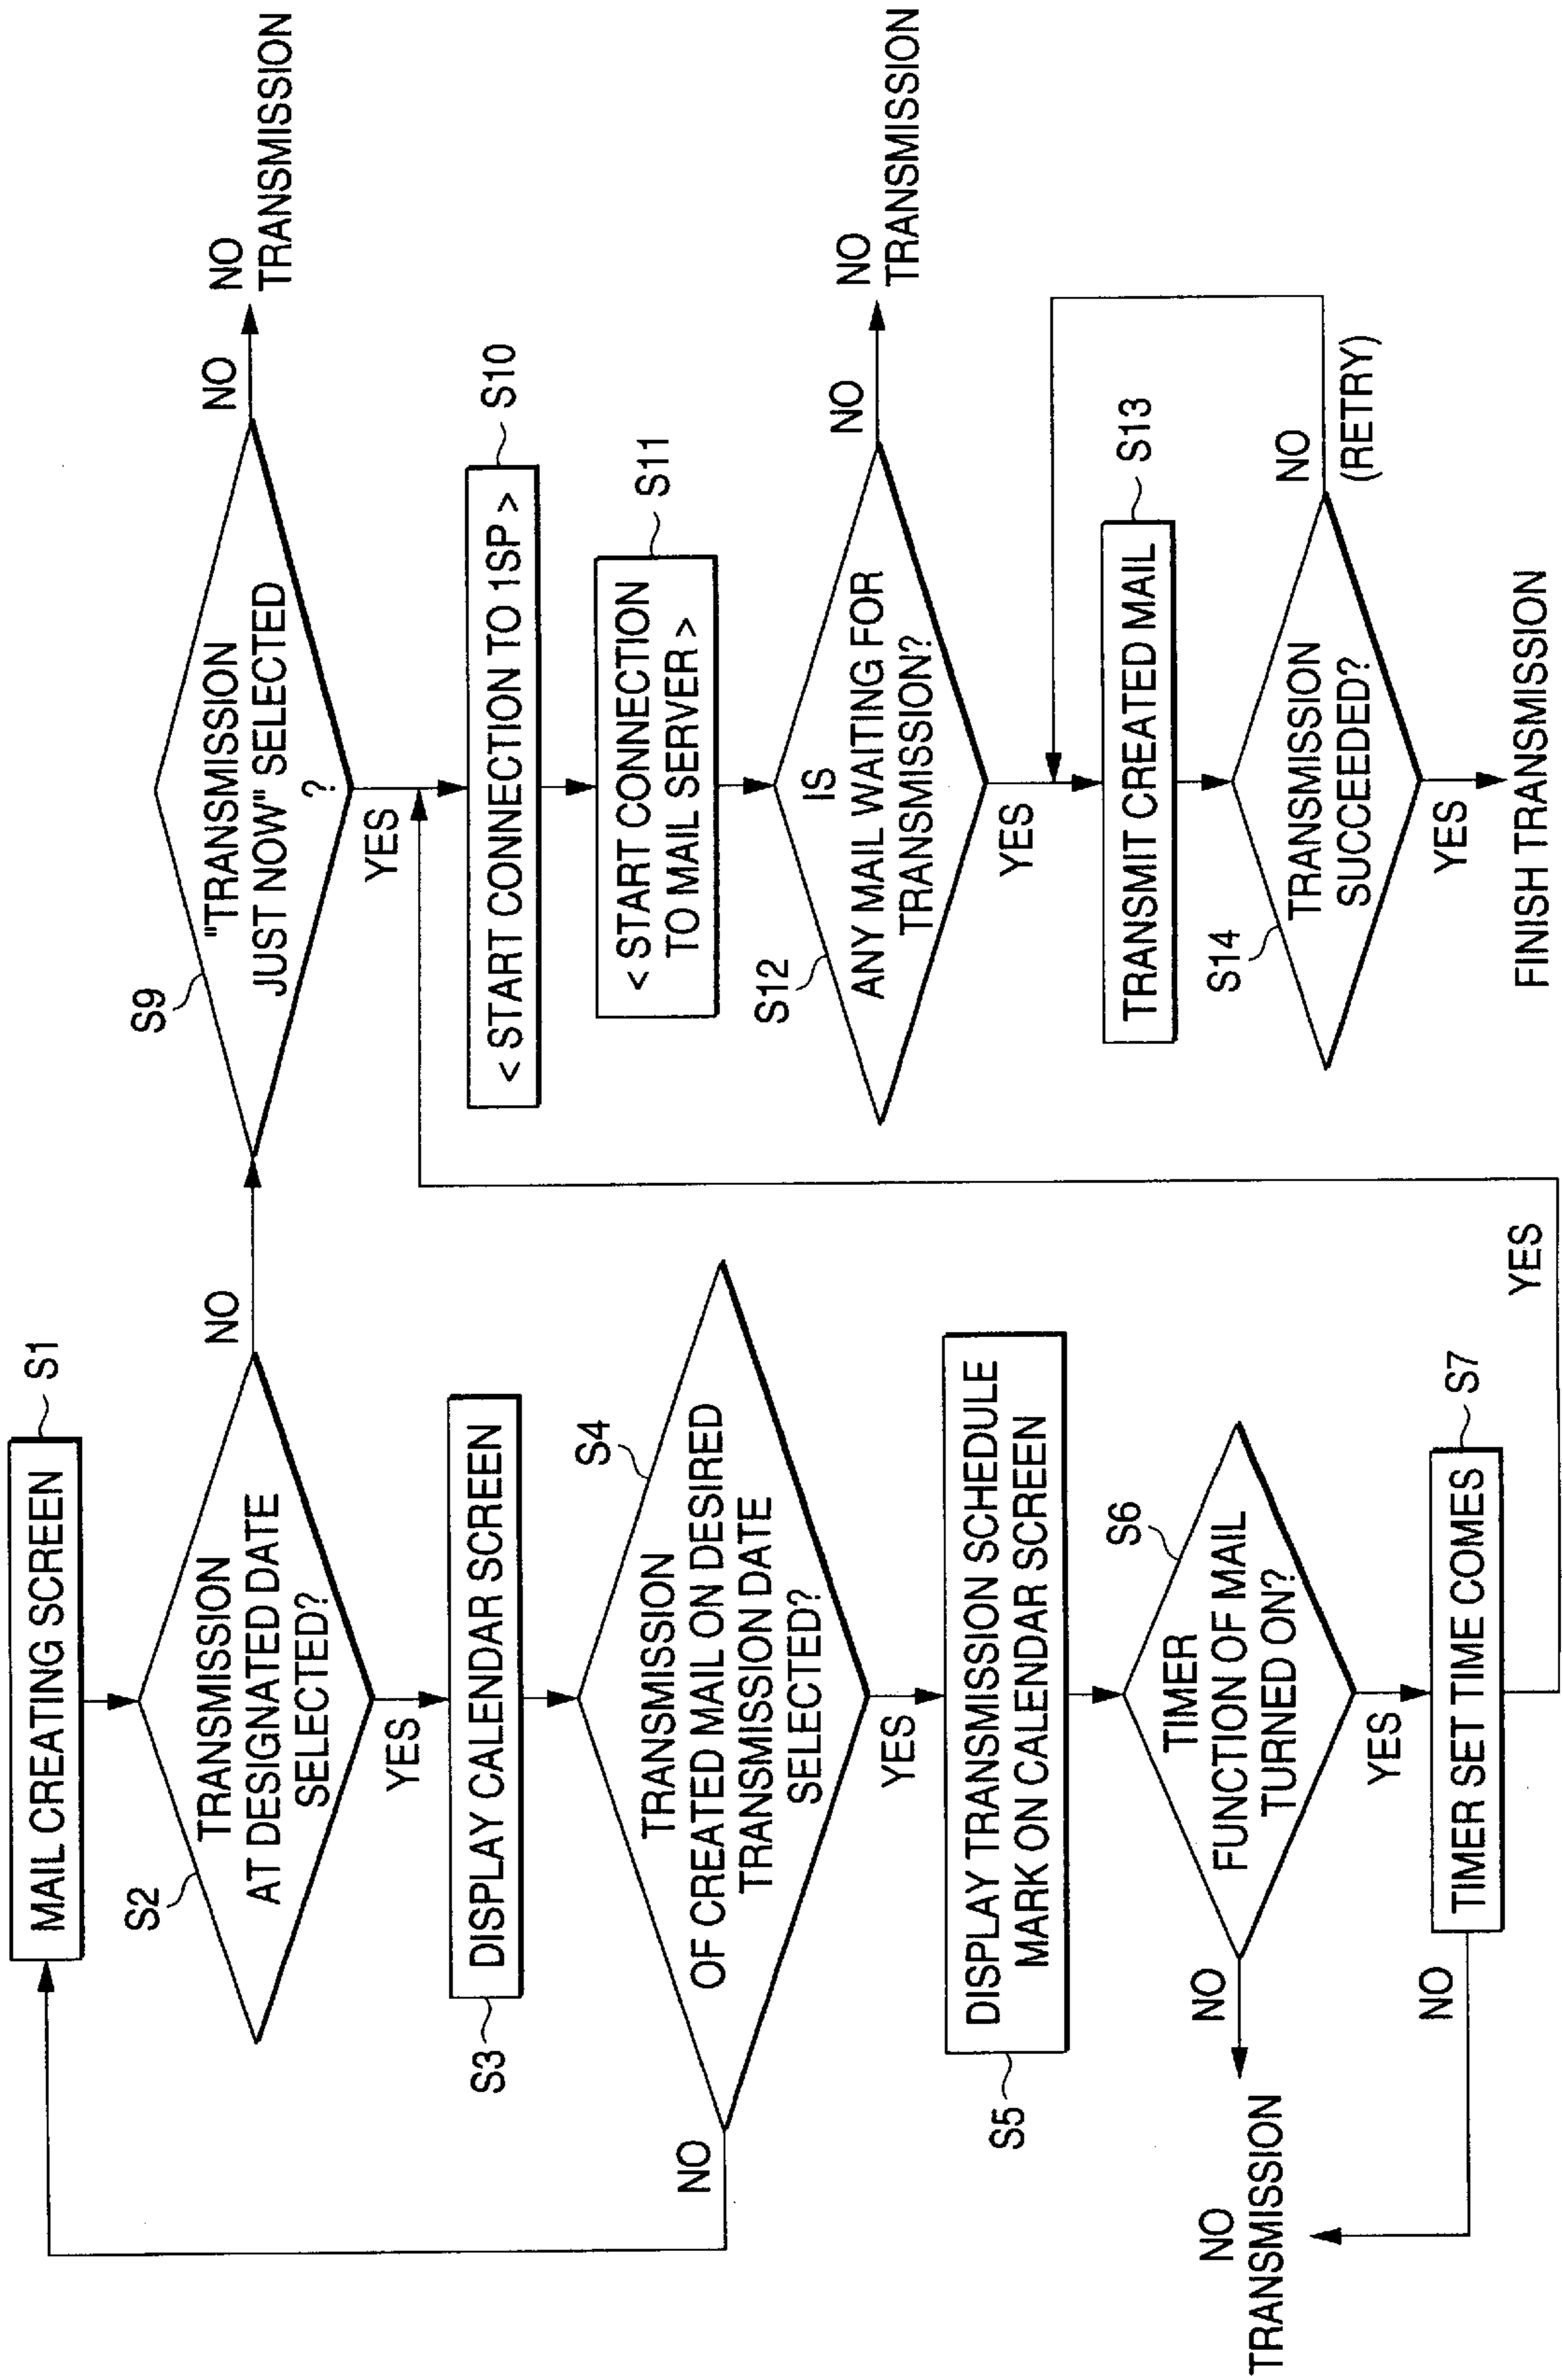 MAIL CREATING SCREEN
S1
S2
TRANSMISSION
AT DESIGNATED DATE
SELECTED?
NO
YES
DISPLAY CALENDAR SCREEN
S3
S4
TRANSMISSION
OF CREATED MAIL ON DESIRED
TRANSMISSION DATE
SELECTED?
NO
YES
DISPLAY TRANSMISSION SCHEDULE
MARK ON CALENDAR SCREEN
S5
S6
TIMER
FUNCTION OF MAIL
TURNED ON?
NO
NO
TRANSMISSION
YES
TIMER SET TIME COMES
S7
NO
YES
S9
"TRANSMISSION
JUST NOW" SELECTED
?
NO
NO
TRANSMISSION
YES
< START CONNECTION TO 1SP >
S10
< START CONNECTION
TO MAIL SERVER >
S11
S12
IS
ANY MAIL WAITING FOR
TRANSMISSION?
NO
NO
TRANSMISSION
YES
TRANSMIT CREATED MAIL
S13
S14
TRANSMISSION
SUCCEEDED?
NO
(RETRY)
YES
FINISH TRANSMISSION